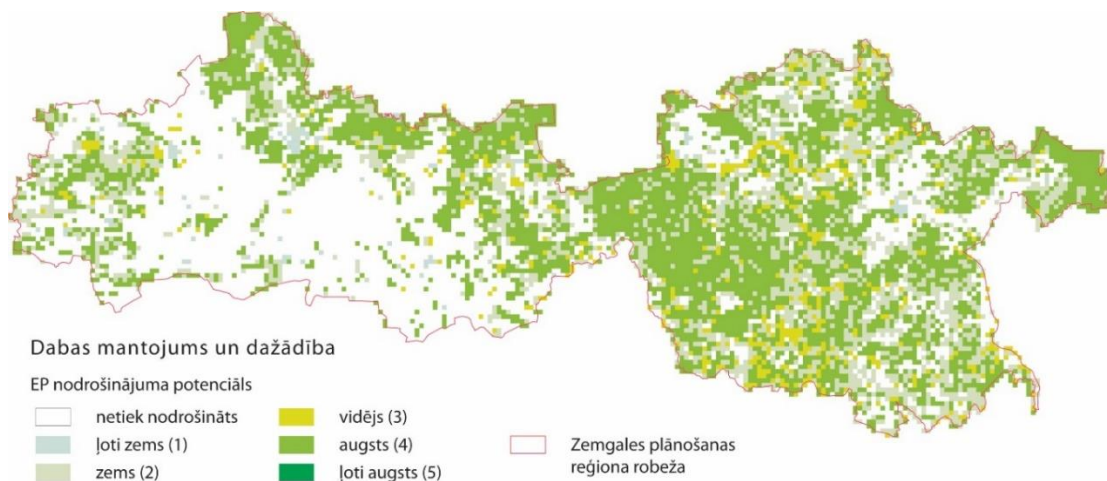 Dabas mantojums un dažādība
EP nodrošinājuma potenciāls
netiek nodrošināts
ļoti zems (1)
zems (2)
vidējs (3)
augsts (4)
ļoti augsts (5)
Zemgales plānošanas
reģiona robeža